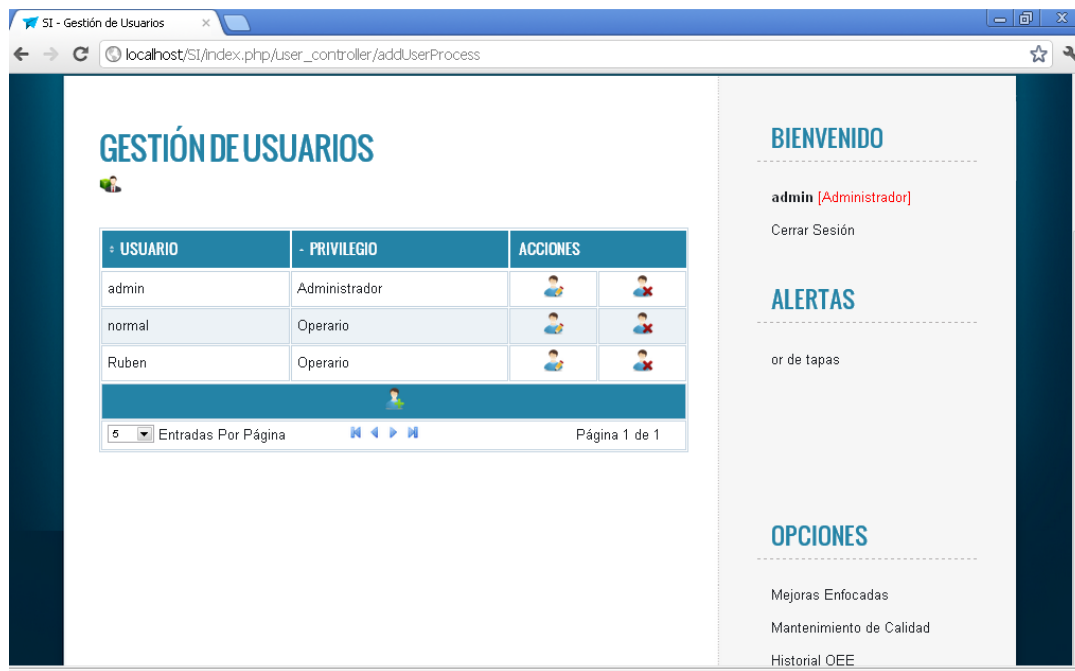 SI - Gestión de Usuarios
localhost/SI/index.php/user_controller/addUserProcess
GESTIÓN DE USUARIOS
USUARIO
PRIVILEGIO
ACCIONES
admin
Administrador
normal
Operario
Ruben
Operario
5
Entradas Por Página
Página 1 de 1
BIENVENIDO
admin [Administrador]
Cerrar Sesión
ALERTAS
or de tapas
OPCIONES
Mejoras Enfocadas
Mantenimiento de Calidad
Historial OEE